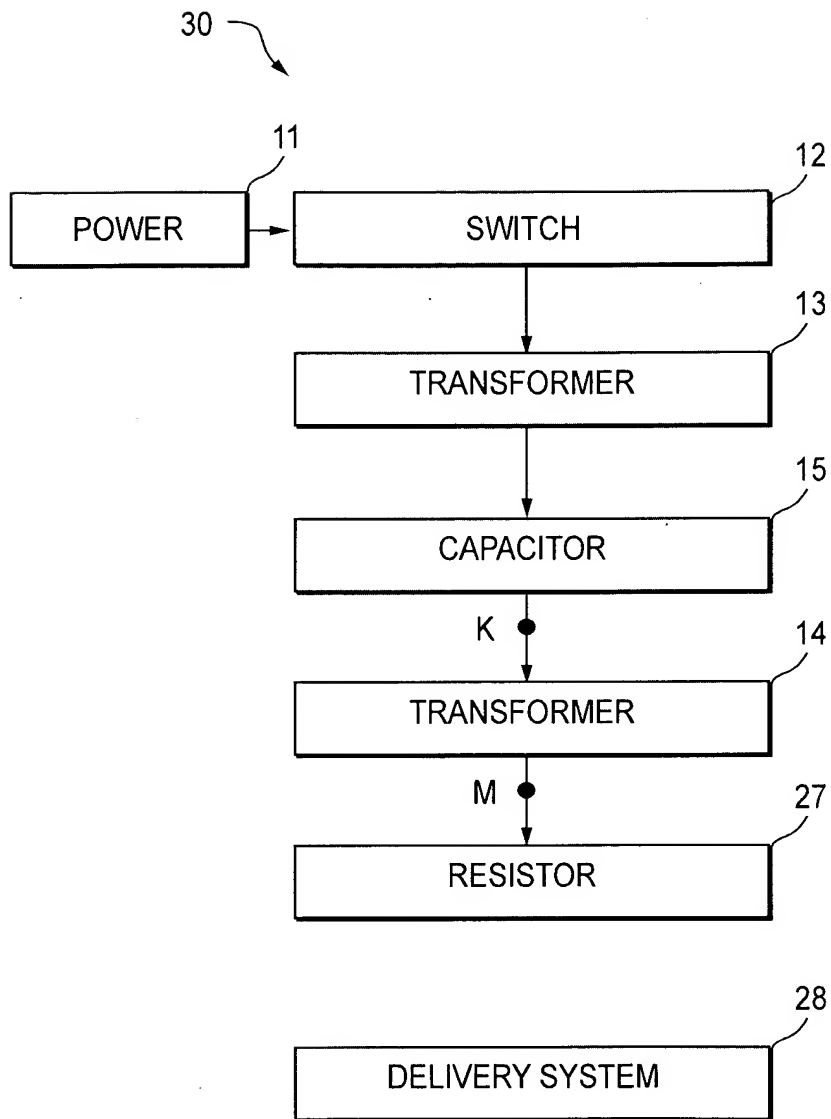 30
11
12
POWER
SWITCH
13
TRANSFORMER
15
CAPACITOR
K
14
TRANSFORMER
M
27
RESISTOR
28
DELIVERY SYSTEM